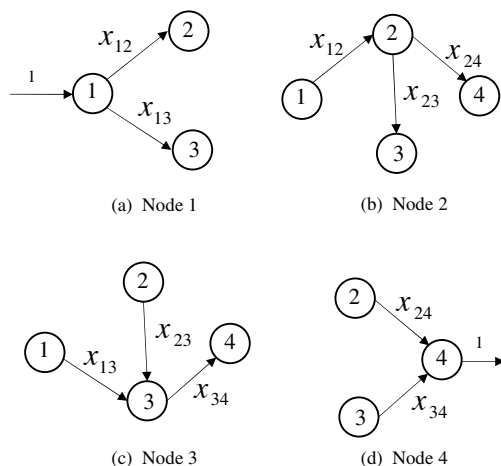 x12 2
1 1
x13 3
(a) Node 1
x12 2 x24
1 x23 4
3
(b) Node 2
2
1 x13 x23 4
3 x34
(c) Node 3
2 x24
4 1
3 x34
(d) Node 4